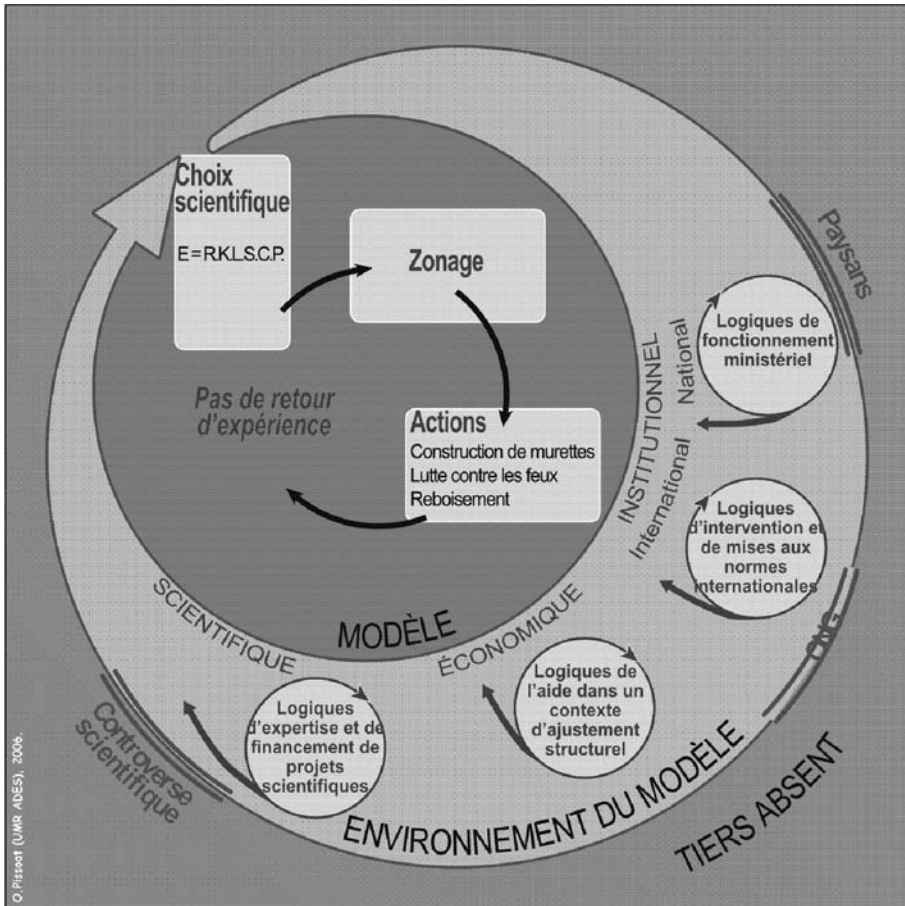 Choix
scientifique
E=R.K.L.S.C.P.
Zonage
Pas de retour
d'expérience
Actions
Construction de murettes
Lutte contre les feux
Reboisement
MODÈLE
SCIENTIFIQUE
ÉCONOMIQUE
INSTITUTIONNEL
National
International
Logiques de
fonctionnement
ministériel
Logiques
d'intervention et
de mises aux
normes
internationales
Logiques de
l'aide dans un
contexte
d'ajustement
structurel
Logiques
d'expertise et de
financement de
projets
scientifiques
ENVIRONNEMENT DU MODÈLE
TIERS ABSENT
Paysans
ONG
Controverse
scientifique
O.Pissoat (UMR ADES), 2006.